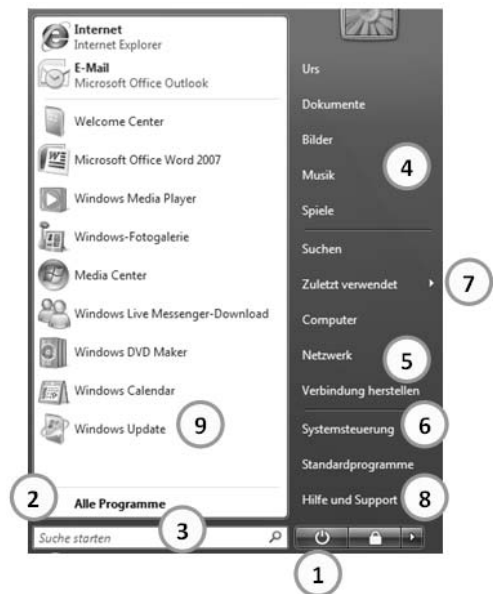 Internet
Internet Explorer
E-Mail
Microsoft Office Outlook
Welcome Center
Microsoft Office Word 2007
Windows Media Player
Windows-Fotogalerie
Media Center
Windows Live Messenger-Download
Windows DVD Maker
Windows Calendar
Windows Update
9
2
Alle Programme
3
Suche starten
Urs
Dokumente
Bilder
4
Musik
Spiele
Suchen
Zuletzt verwendet
7
Computer
Netzwerk
5
Verbindung herstellen
Systemsteuerung
6
Standardprogramme
Hilfe und Support
8
1